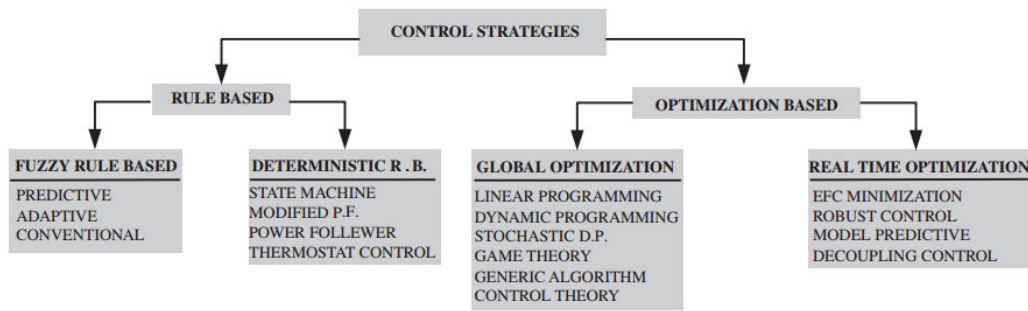 CONTROL STRATEGIES
RULE BASED
OPTIMIZATION BASED
FUZZY RULE BASED
PREDICTIVE
ADAPTIVE
CONVENTIONAL
DETERMINISTIC R . B.
STATE MACHINE
MODIFIED P.F.
POWER FOLLEWER
THERMOSTAT CONTROL
GLOBAL OPTIMIZATION
LINEAR PROGRAMMING
DYNAMIC PROGRAMMING
STOCHASTIC D.P.
GAME THEORY
GENERIC ALGORITHM
CONTROL THEORY
REAL TIME OPTIMIZATION
EFC MINIMIZATION
ROBUST CONTROL
MODEL PREDICTIVE
DECOUPLING CONTROL